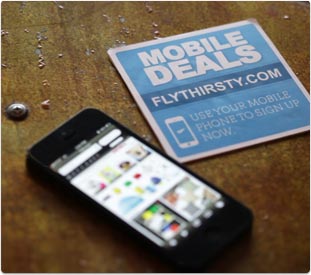 MOBILE
DEALS
FLYTHIRSTY.COM
USE YOUR MOBILE
PHONE TO SIGN UP
NOW.